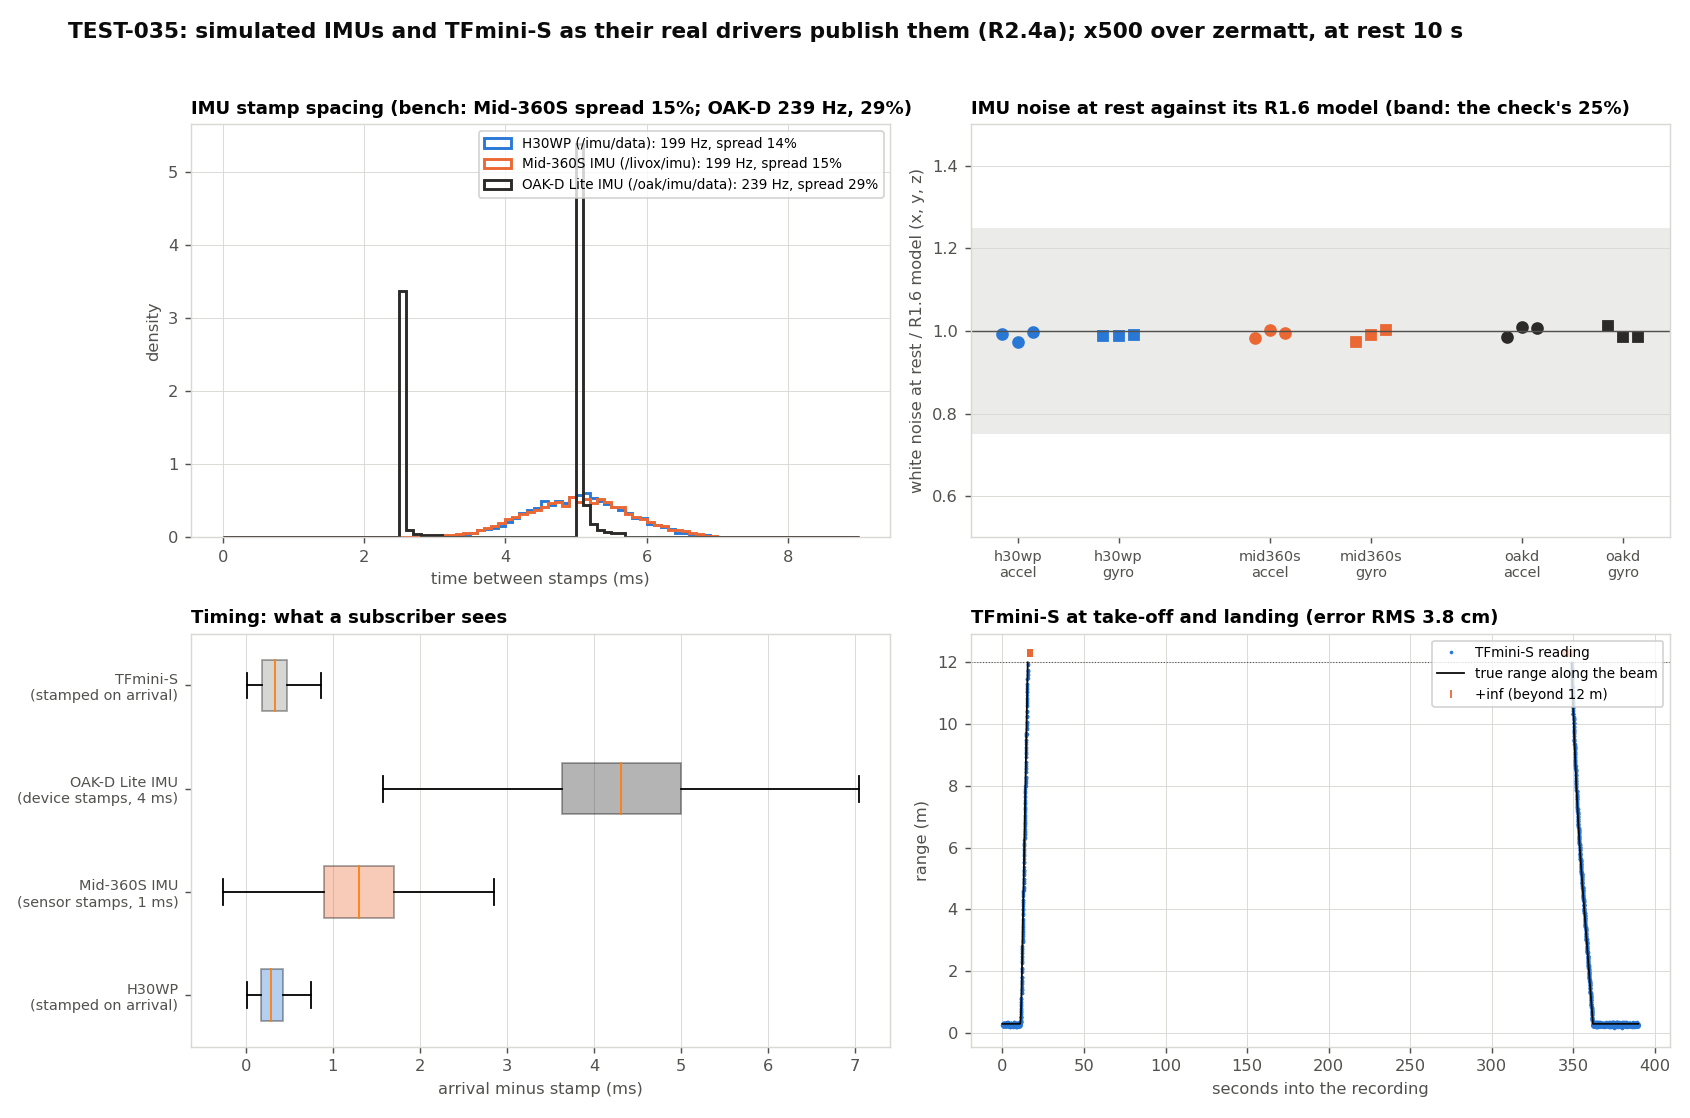 TEST-035: simulated IMUs and TFmini-S as their real drivers publish them (R2.4a); x500 over zermatt, at rest 10 s
IMU stamp spacing (bench: Mid-360S spread 15%; OAK-D 239 Hz, 29%)
H30WP (/imu/data): 199 Hz, spread 14%
Mid-360S IMU (/livox/imu): 199 Hz, spread 15%
OAK-D Lite IMU (/oak/imu/data): 239 Hz, spread 29%
density
5
4
3
2
1
0
0 2 4 6 8
time between stamps (ms)
IMU noise at rest against its R1.6 model (band: the check's 25%)
white noise at rest / R1.6 model (x, y, z)
1.4
1.2
1.0
0.8
0.6
h30wp accel
h30wp gyro
mid360s accel
mid360s gyro
oakd accel
oakd gyro
Timing: what a subscriber sees
TFmini-S
(stamped on arrival)
OAK-D Lite IMU
(device stamps, 4 ms)
Mid-360S IMU
(sensor stamps, 1 ms)
H30WP
(stamped on arrival)
0 1 2 3 4 5 6 7
arrival minus stamp (ms)
TFmini-S at take-off and landing (error RMS 3.8 cm)
TFmini-S reading
true range along the beam
+inf (beyond 12 m)
range (m)
12
10
8
6
4
2
0
0 50 100 150 200 250 300 350 400
seconds into the recording